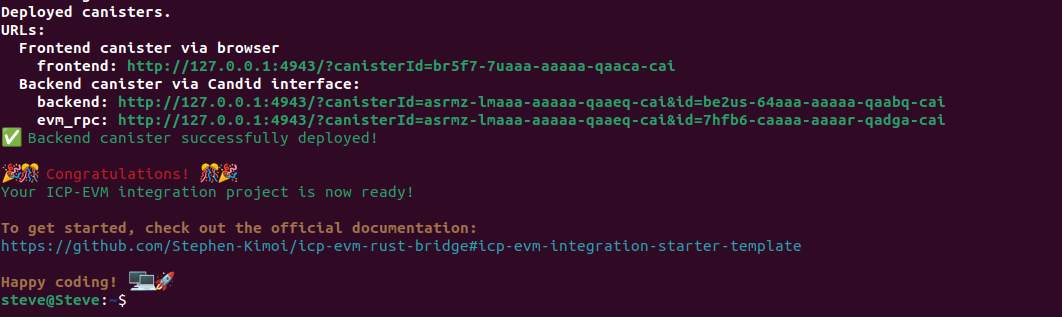 Deployed canisters.
URLs:
Frontend canister via browser
frontend: http://127.0.0.1:4943/?canisterId=br5f7-7uaaa-aaaaa-qaaca-cai
Backend canister via Candid interface:
backend: http://127.0.0.1:4943/?canisterId=asrmz-lmaaa-aaaaa-qaaeq-cai&id=be2us-64aaa-aaaaa-qaabq-cai
evm_rpc: http://127.0.0.1:4943/?canisterId=asrmz-lmaaa-aaaaa-qaaeq-cai&id=7hfb6-caaaa-aaaar-qadga-cai
✅ Backend canister successfully deployed!
🎉🎊 Congratulations! 🎊🎉
Your ICP-EVM integration project is now ready!
To get started, check out the official documentation:
https://github.com/Stephen-Kimoi/icp-evm-rust-bridge#icp-evm-integration-starter-template
Happy coding! 💻🚀
steve@Steve:~$